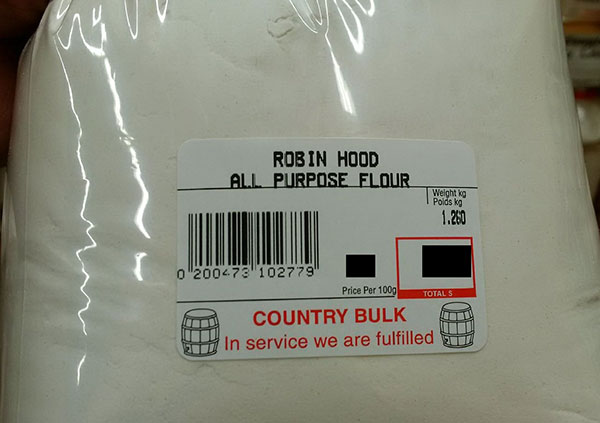 ROBIN HOOD
ALL PURPOSE FLOUR
Weight kg
Poids kg
1.260
0 200473 102779
Price Per 100g
TOTAL $
COUNTRY BULK
In service we are fulfilled